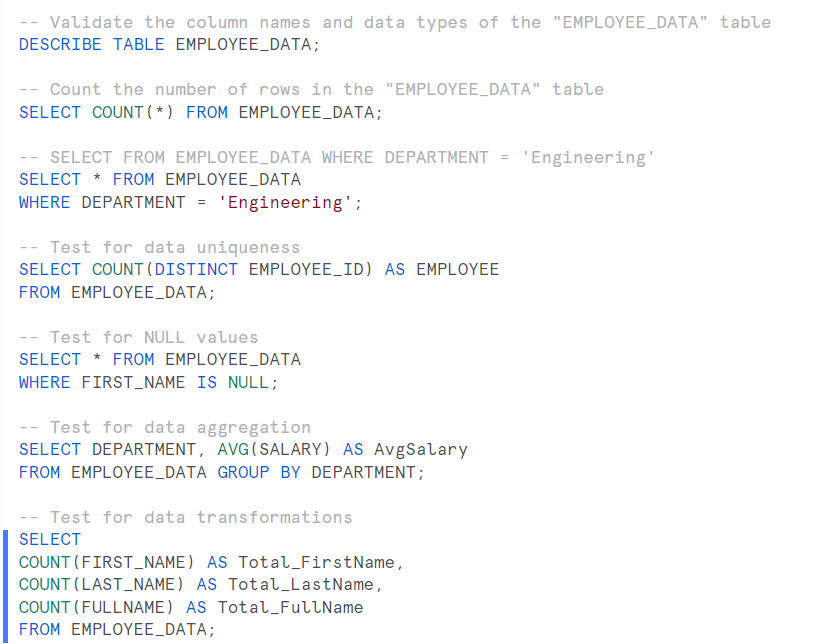 -- Validate the column names and data types of the "EMPLOYEE_DATA" table
DESCRIBE TABLE EMPLOYEE_DATA;
-- Count the number of rows in the "EMPLOYEE_DATA" table
SELECT COUNT(*) FROM EMPLOYEE_DATA;
-- SELECT FROM EMPLOYEE_DATA WHERE DEPARTMENT = 'Engineering'
SELECT * FROM EMPLOYEE_DATA
WHERE DEPARTMENT = 'Engineering';
-- Test for data uniqueness
SELECT COUNT(DISTINCT EMPLOYEE_ID) AS EMPLOYEE
FROM EMPLOYEE_DATA;
-- Test for NULL values
SELECT * FROM EMPLOYEE_DATA
WHERE FIRST_NAME IS NULL;
-- Test for data aggregation
SELECT DEPARTMENT, AVG(SALARY) AS AvgSalary
FROM EMPLOYEE_DATA GROUP BY DEPARTMENT;
-- Test for data transformations
SELECT
COUNT(FIRST_NAME) AS Total_FirstName,
COUNT(LAST_NAME) AS Total_LastName,
COUNT(FULLNAME) AS Total_FullName
FROM EMPLOYEE_DATA;